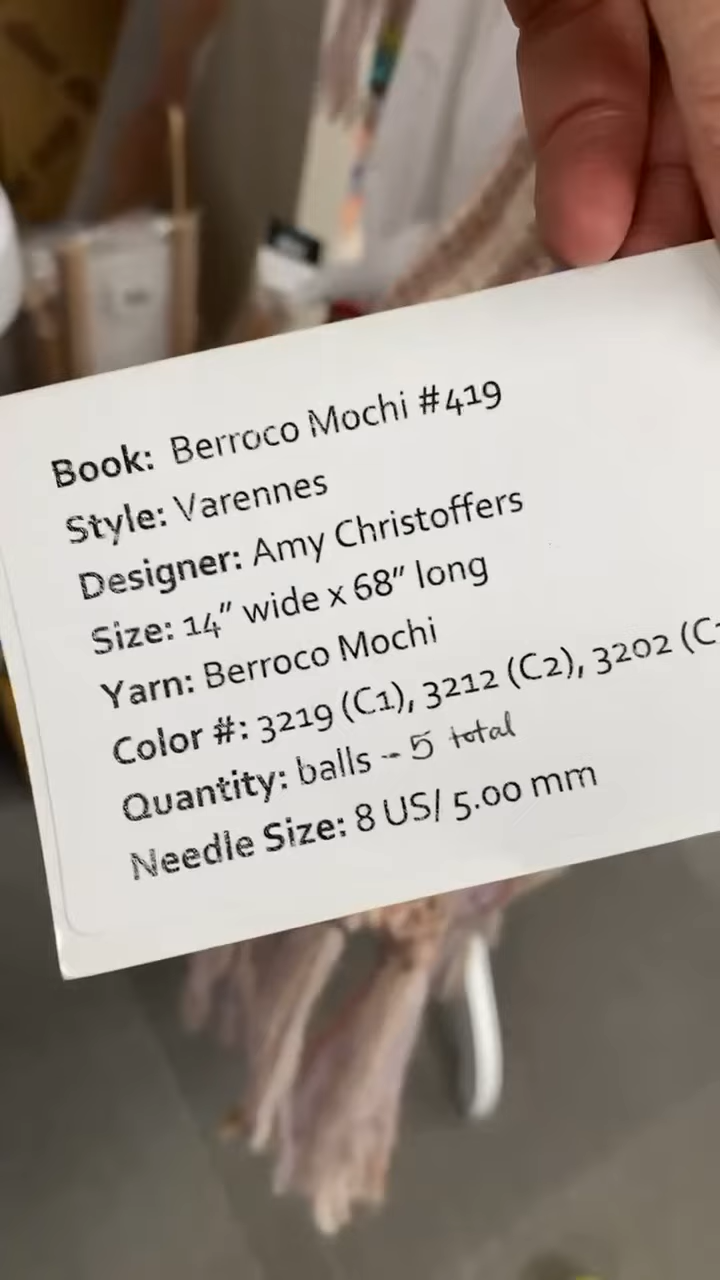 Book: Berroco Mochi #419
Style: Varennes
Designer: Amy Christoffers
Size: 14" wide x 68" long
Yarn: Berroco Mochi
Color #: 3219 (C1), 3212 (C2), 3202 (C
Quantity: balls - 5 total
Needle Size: 8 US/ 5.00 mm